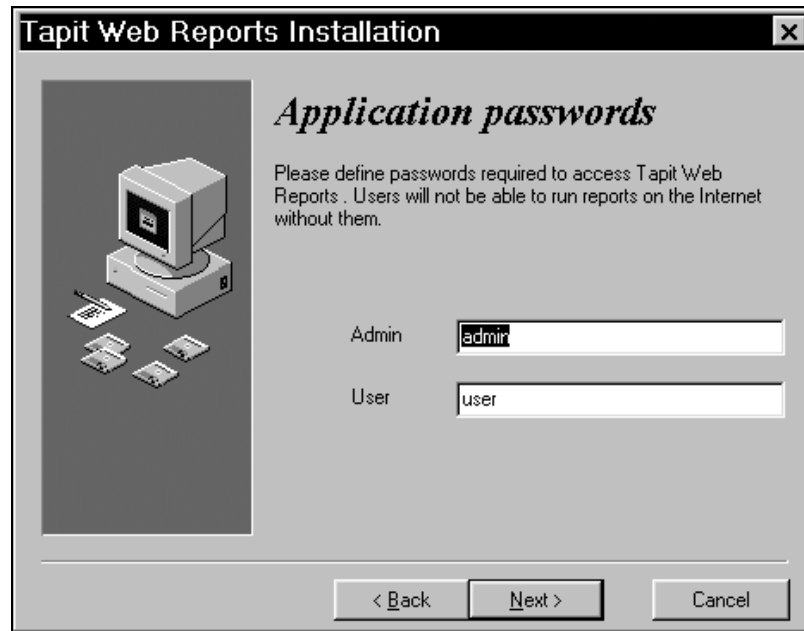 Tapit Web Reports Installation
Application passwords
Please define passwords required to access Tapit Web
Reports . Users will not be able to run reports on the Internet
without them.
Admin admin
User user
< Back Next > Cancel